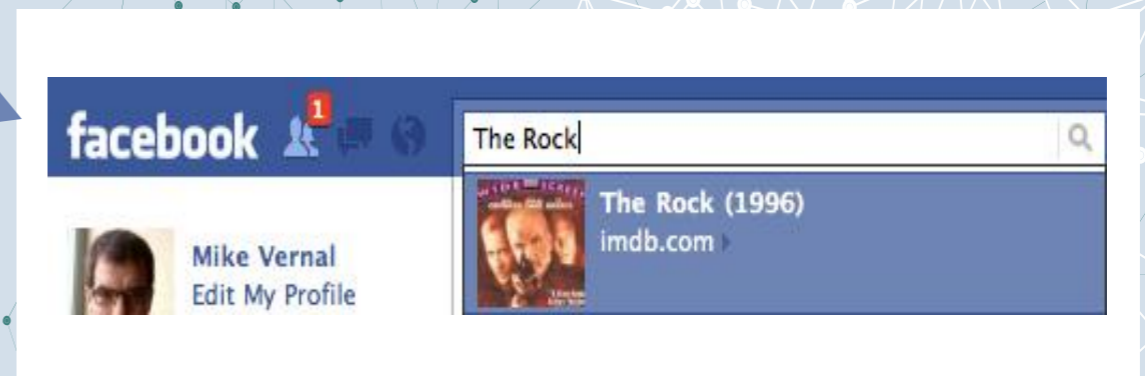 facebook 1 The Rock
The Rock (1996)
imdb.com
Mike Vernal
Edit My Profile